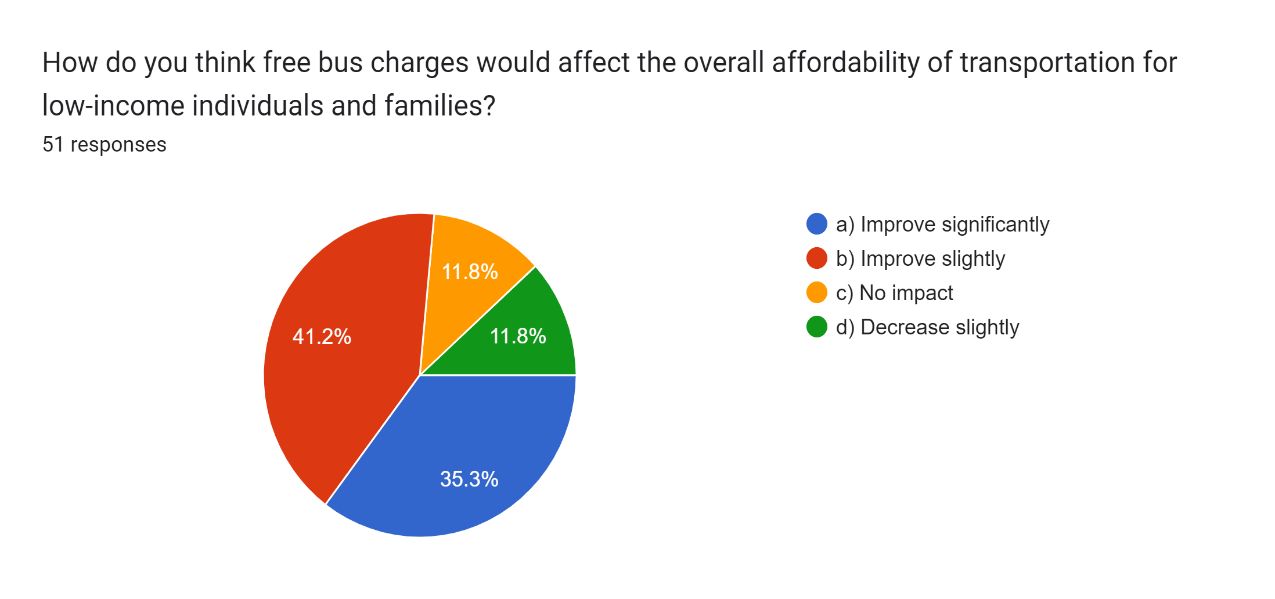 How do you think free bus charges would affect the overall affordability of transportation for
low-income individuals and families?
51 responses
a) Improve significantly
b) Improve slightly
c) No impact
d) Decrease slightly
11.8%
41.2%
11.8%
35.3%